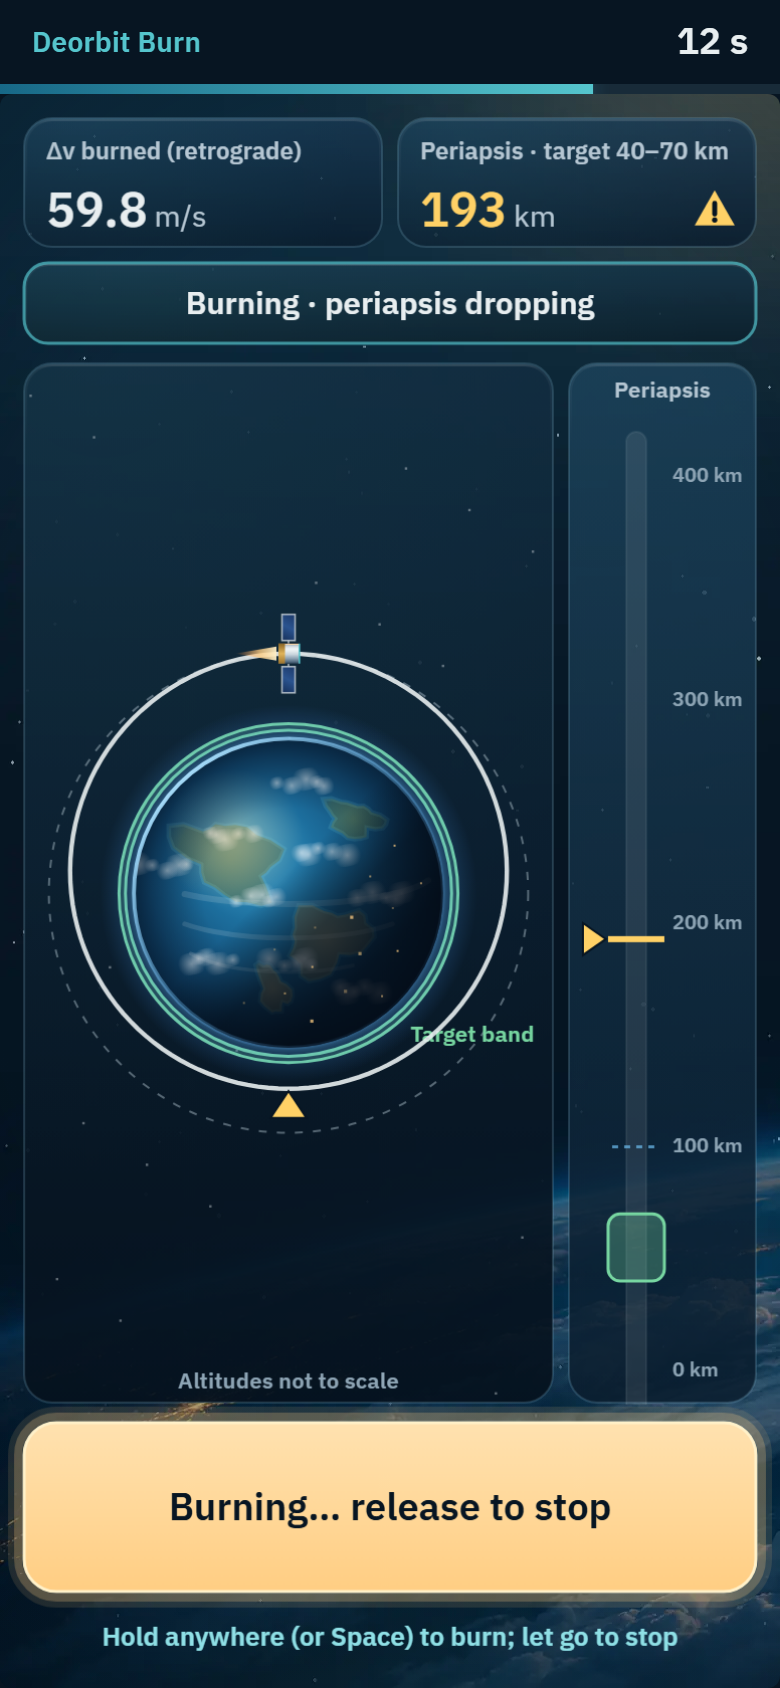 Deorbit Burn
12 s
Δv burned (retrograde)
59.8 m/s
Periapsis · target 40–70 km
193 km
Burning · periapsis dropping
Periapsis
400 km
300 km
200 km
100 km
0 km
Target band
Altitudes not to scale
Burning... release to stop
Hold anywhere (or Space) to burn; let go to stop